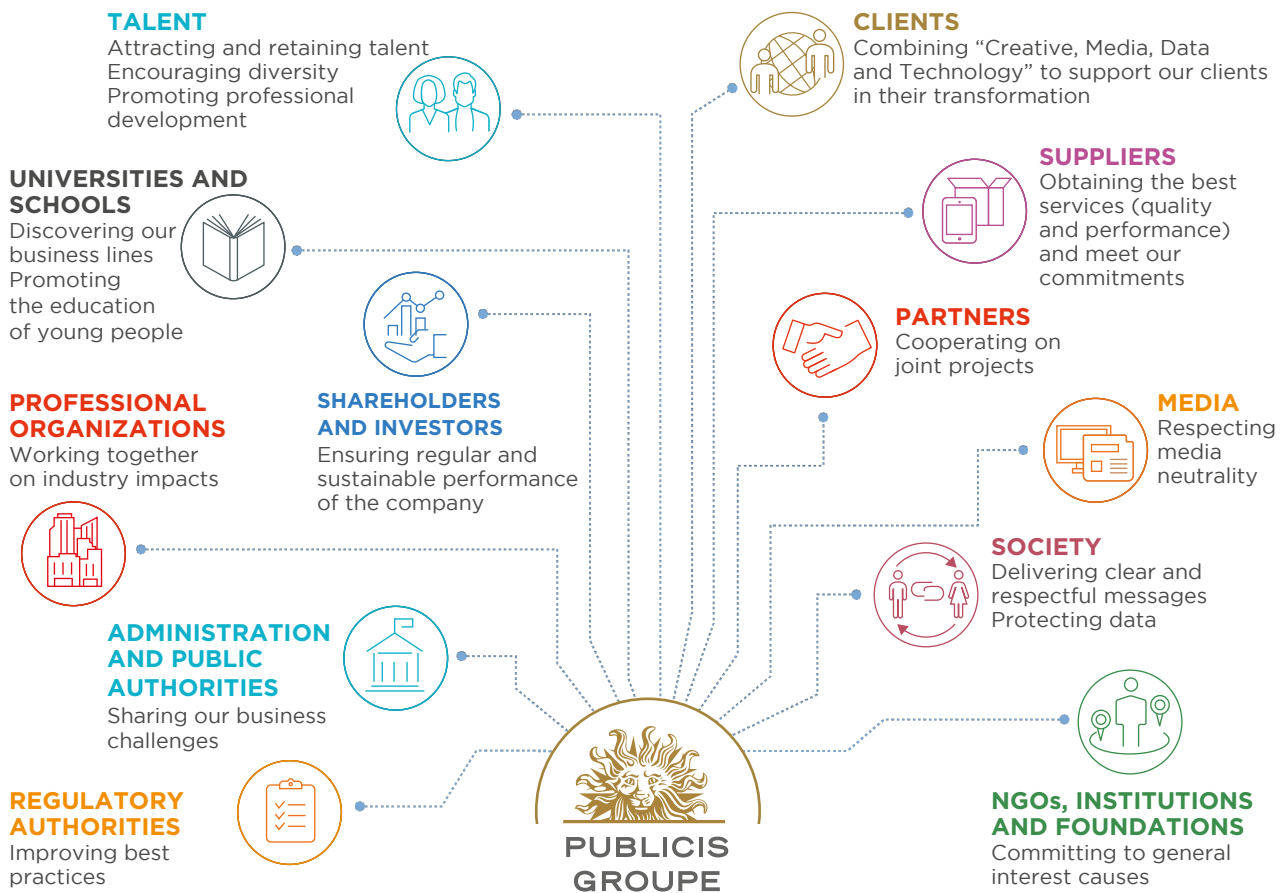 TALENT
Attracting and retaining talent
Encouraging diversity
Promoting professional
development
CLIENTS
Combining “Creative, Media, Data
and Technology” to support our clients
in their transformation
UNIVERSITIES AND
SCHOOLS
Discovering our
business lines
Promoting
the education
of young people
SUPPLIERS
Obtaining the best
services (quality
and performance)
and meet our
commitments
PARTNERS
Cooperating on
joint projects
PROFESSIONAL
ORGANIZATIONS
Working together
on industry impacts
SHAREHOLDERS
AND INVESTORS
Ensuring regular and
sustainable performance
of the company
MEDIA
Respecting
media
neutrality
SOCIETY
Delivering clear and
respectful messages
Protecting data
ADMINISTRATION
AND PUBLIC
AUTHORITIES
Sharing our business
challenges
REGULATORY
AUTHORITIES
Improving best
practices
PUBLICIS
GROUPE
NGOs, INSTITUTIONS
AND FOUNDATIONS
Committing to general
interest causes